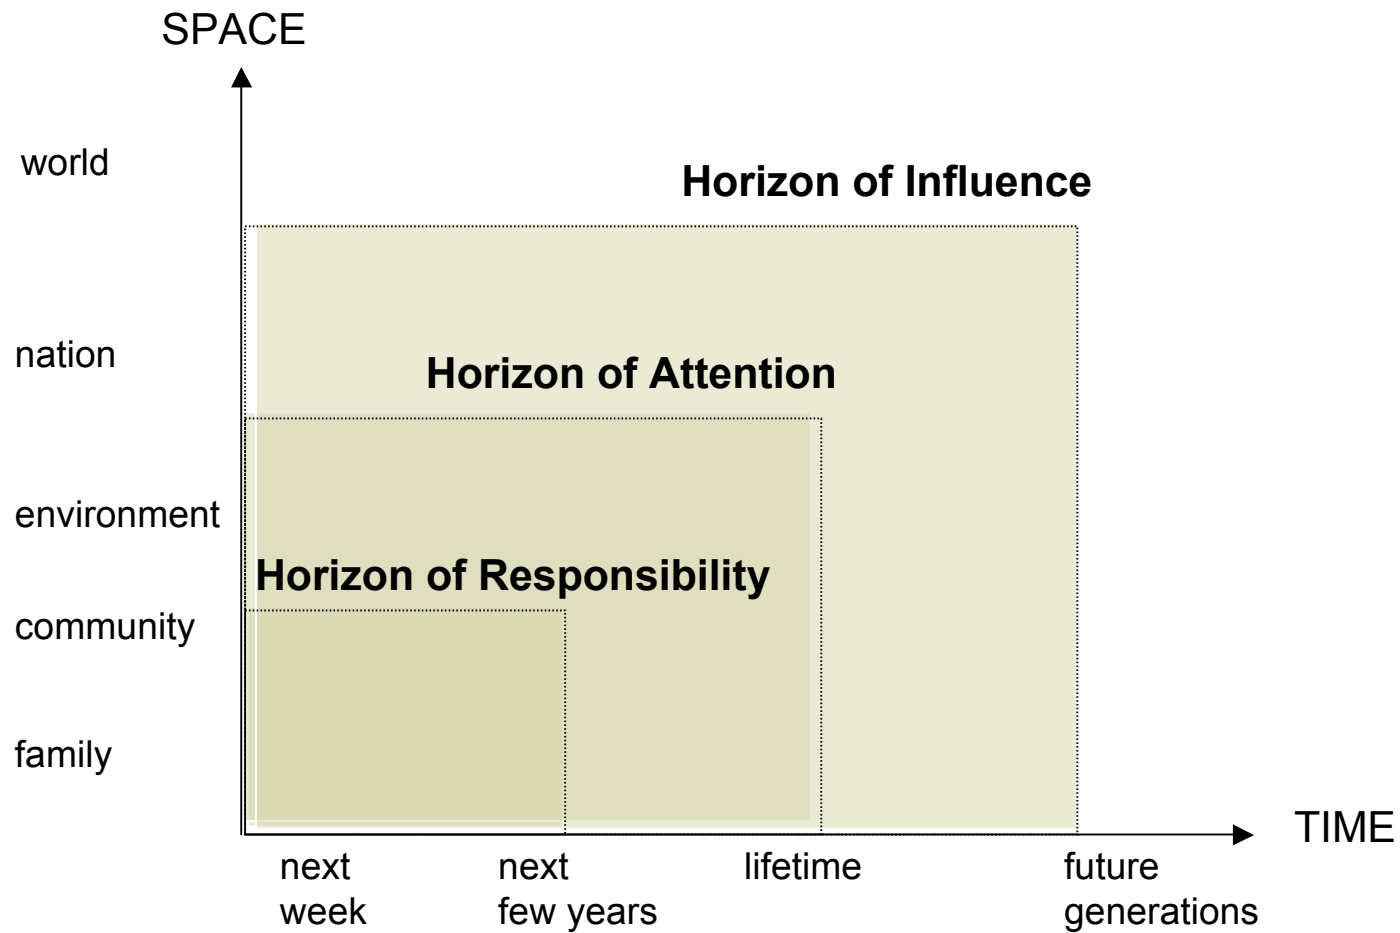 SPACE
world
Horizon of Influence
nation
Horizon of Attention
environment
Horizon of Responsibility
community
family
TIME
next
week
next
few years
lifetime
future
generations